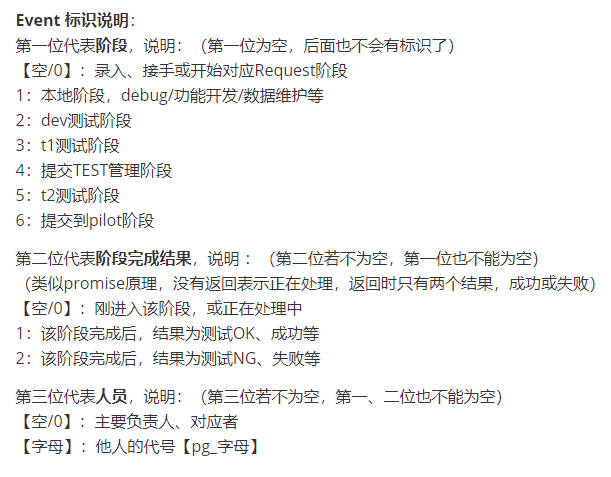 Event 标识说明：
第一位代表阶段，说明：（第一位为空，后面也不会有标识了）
【空/0】：录入、接手或开始对应Request阶段
1：本地阶段，debug/功能开发/数据维护等
2：dev测试阶段
3：t1测试阶段
4：提交TEST管理阶段
5：t2测试阶段
6：提交到pilot阶段
第二位代表阶段完成结果，说明：（第二位若不为空，第一位也不能为空）
（类似promise原理，没有返回表示正在处理，返回时只有两个结果，成功或失败）
【空/0】：刚进入该阶段，或正在处理中
1：该阶段完成后，结果为测试OK、成功等
2：该阶段完成后，结果为测试NG、失败等
第三位代表人员，说明：（第三位若不为空，第一、二位也不能为空）
【空/0】：主要负责人、对应者
【字母】：他人的代号【pg_字母】